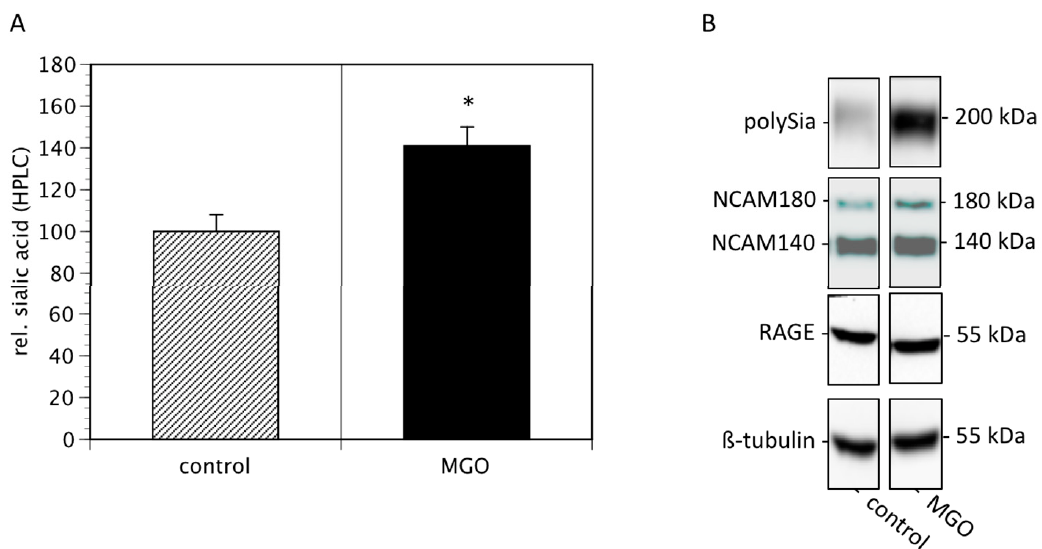 A
B
180
160
140
120
100
80
60
40
20
0
rel. sialic acid (HPLC)
*
control
MGO
polySia
200 kDa
NCAM180
180 kDa
NCAM140
140 kDa
RAGE
55 kDa
ß-tubulin
55 kDa
control
MGO